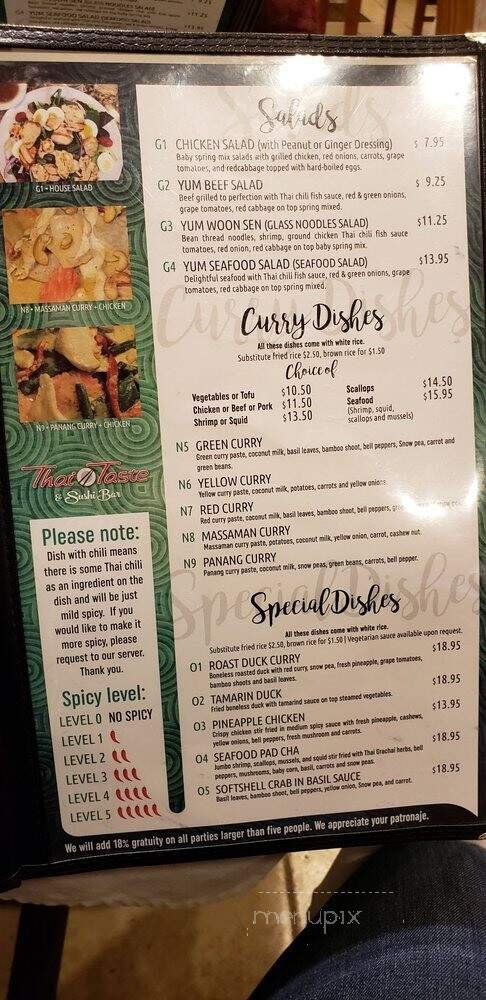 Salads
G1 CHICKEN SALAD (with Peanut or Ginger Dressing) $ 7.95
Baby spring mix salads with grilled chicken, red onions, carrots, grape
tomatoes, and redcabbage topped with hard-boiled eggs.
G2 YUM BEEF SALAD $ 9.25
Beef grilled to perfection with Thai chili fish sauce, red & green onions,
grape tomatoes, red cabbage on top spring mixed.
G3 YUM WOON SEN (GLASS NOODLES SALAD) $11.25
Bean thread noodles, shrimp, ground chicken Thai chili fish sauce
tomatoes, red onion, red cabbage on top baby spring mix.
G4 YUM SEAFOOD SALAD (SEAFOOD SALAD) $13.95
Delightful seafood with Thai chili fish sauce, red & green onions, grape
tomatoes, red cabbage on top spring mixed.
G1 • HOUSE SALAD
N8 • MASSAMAN CURRY • CHICKEN
N9 • PANANG CURRY • CHICKEN
Curry Dishes
All these dishes come with white rice.
Substitute fried rice $2.50, brown rice for $1.50
Choice of
Vegetables or Tofu $10.50
Chicken or Beef or Pork $11.50
Shrimp or Squid $13.50
Scallops $14.50
Seafood $15.95
(Shrimp, squid,
scallops and mussels)
N5 GREEN CURRY
Green curry paste, coconut milk, basil leaves, bamboo shoot, bell peppers, Snow pea, carrot and
green beans.
N6 YELLOW CURRY
Yellow curry paste, coconut milk, potatoes, carrots and yellow onions.
N7 RED CURRY
Red curry paste, coconut milk, basil leaves, bamboo shoot, bell peppers,
N8 MASSAMAN CURRY
Massaman curry paste, potatoes, coconut milk, yellow onion, carrot, cashew nut.
N9 PANANG CURRY
Panang curry paste, coconut milk, snow peas, green beans, carrots, bell pepper.
Thai Taste
& Sushi Bar
Please note:
Dish with chili means
there is some Thai chili
as an ingredient on the
dish and will be just
mild spicy. If you
would like to make it
more spicy, please
request to our server.
Thank you.
Spicy level:
LEVEL 0 NO SPICY
LEVEL 1
LEVEL 2
LEVEL 3
LEVEL 4
LEVEL 5
Special Dishes
All these dishes come with white rice.
Substitute fried rice $2.50, brown rice for $1.50 | Vegetarian sauce available upon request.
O1 ROAST DUCK CURRY $18.95
Boneless roasted duck with red curry, snow pea, fresh pineapple, grape tomatoes,
bamboo shoots and basil leaves.
O2 TAMARIN DUCK $18.95
Fried boneless duck with tamarind sauce on top steamed vegetables.
O3 PINEAPPLE CHICKEN $13.95
Crispy chicken stir fried in medium spicy sauce with fresh pineapple, cashews,
yellow onions, bell peppers, fresh mushroom and carrots.
O4 SEAFOOD PAD CHA $18.95
Jumbo shrimp, scallops, mussels, and squid stir fried with Thai Grachai herbs, bell
peppers, mushrooms, baby corn, basil, carrots and snow peas.
O5 SOFTSHELL CRAB IN BASIL SAUCE $18.95
Basil leaves, bamboo shoot, bell peppers, yellow onion, Snow pea, and carrot.
We will add 18% gratuity on all parties larger than five people. We appreciate your patronaje.
menupix